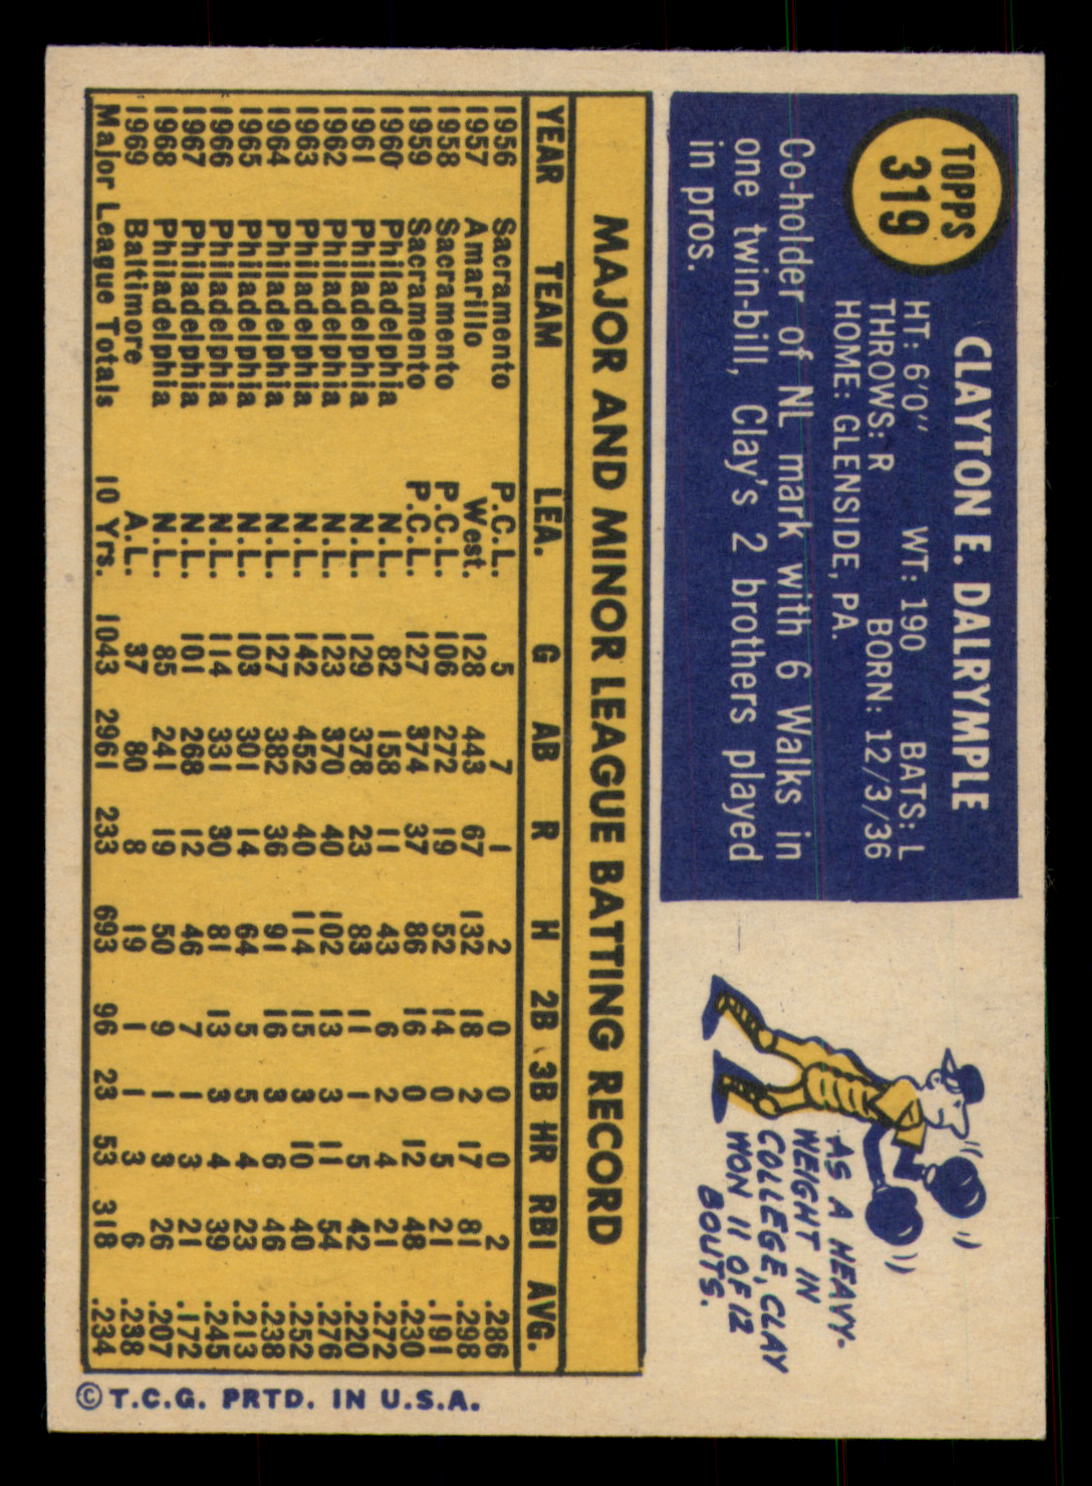 TOPPS
319
CLAYTON E. DALRYMPLE
HT: 6'0" WT: 190 BATS: L
THROWS: R BORN: 12/3/36
HOME: GLENSIDE, PA.
Co-holder of NL mark with 6 Walks in
one twin-bill, Clay's 2 brothers played
in pros.
AS A HEAVY-
WEIGHT IN
COLLEGE, CLAY
WON 11 OF 12
BOUTS.
MAJOR AND MINOR LEAGUE BATTING RECORD
YEAR TEAM LEA. G AB R H 2B 3B HR RBI AVG.
1956 Sacramento P.C.L. 5 7 1 2 0 0 0 2 .286
1957 Amarillo West. 128 443 67 132 18 2 17 81 .298
1958 Sacramento P.C.L. 106 272 19 52 14 0 5 21 .191
1959 Sacramento P.C.L. 127 374 37 86 16 0 12 48 .230
1960 Philadelphia N.L. 82 158 11 43 6 2 4 21 .272
1961 Philadelphia N.L. 129 378 23 83 11 1 5 42 .220
1962 Philadelphia N.L. 123 370 40 102 13 3 11 54 .276
1963 Philadelphia N.L. 142 452 40 114 15 3 10 40 .252
1964 Philadelphia N.L. 127 382 36 91 16 3 6 46 .238
1965 Philadelphia N.L. 103 301 14 64 5 5 4 23 .213
1966 Philadelphia N.L. 114 331 30 81 13 3 4 39 .245
1967 Philadelphia N.L. 101 268 12 46 7 1 3 21 .172
1968 Philadelphia N.L. 85 241 19 50 9 1 3 26 .207
1969 Baltimore A.L. 37 80 8 19 1 1 3 6 .238
Major League Totals 10 Yrs. 1043 2961 233 693 96 23 53 318 .234
© T.C.G. PRTD. IN U.S.A.